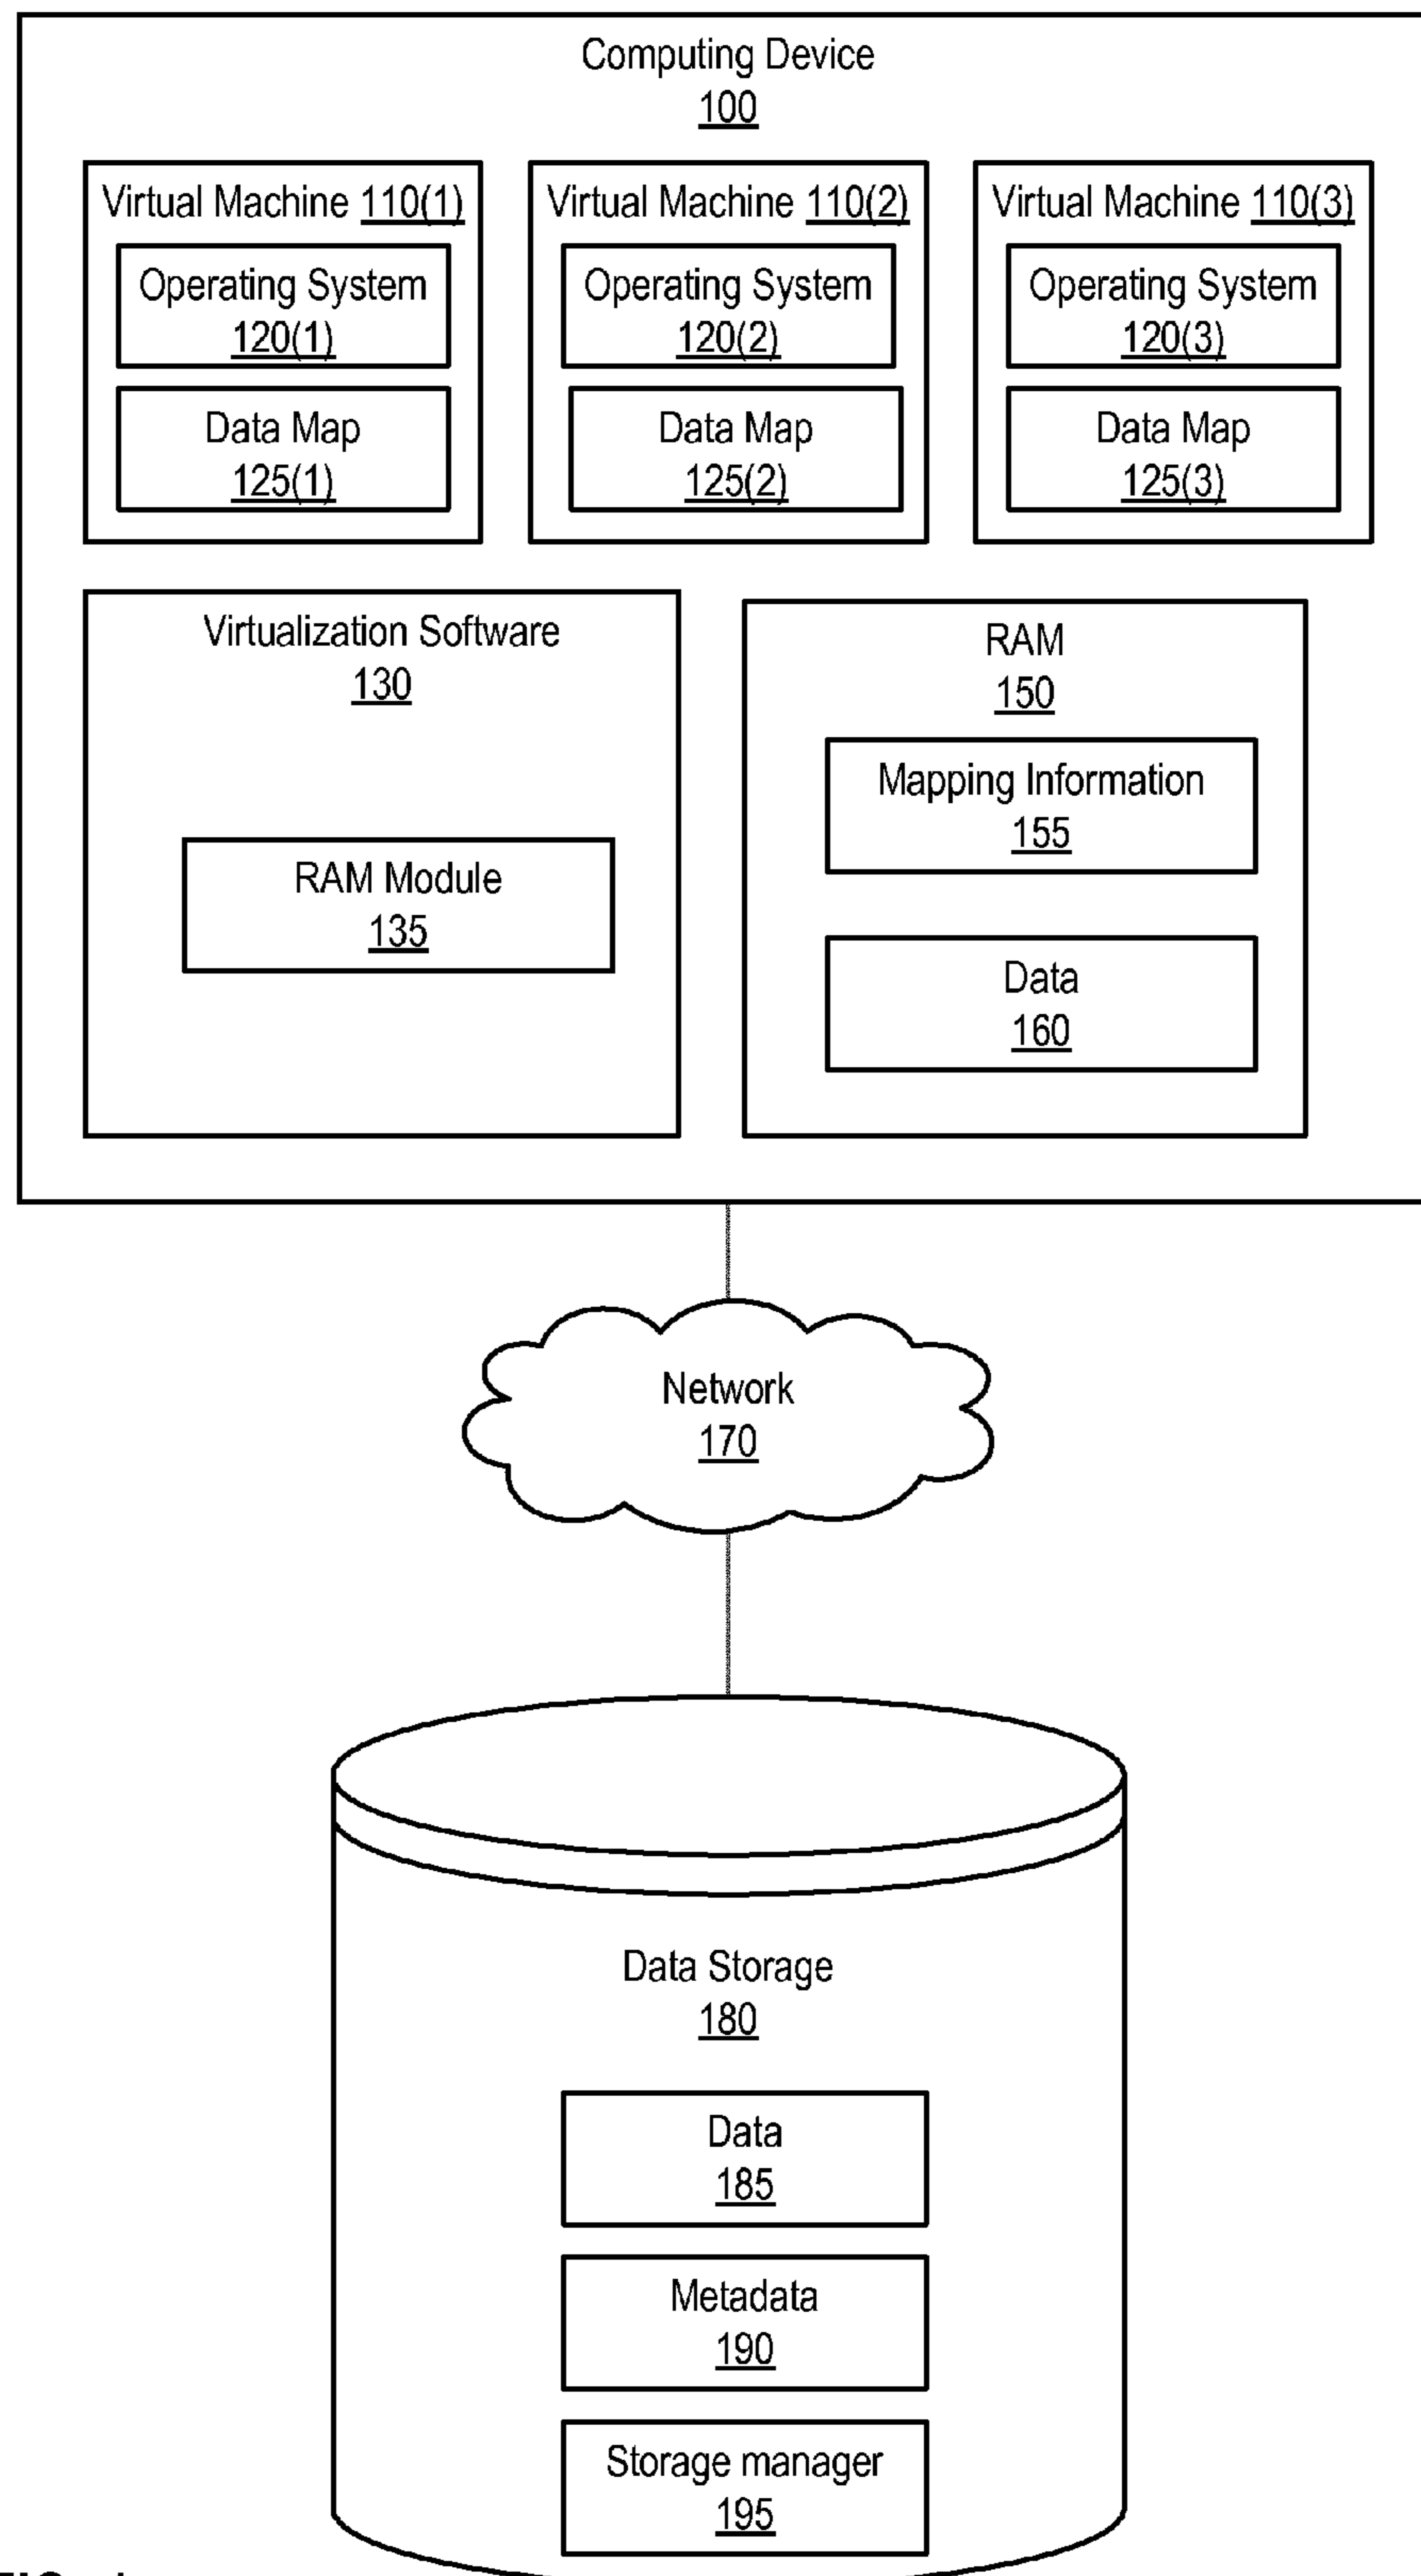 Computing Device
100
Virtual Machine 110(1)
Operating System
120(1)
Data Map
125(1)
Virtual Machine 110(2)
Operating System
120(2)
Data Map
125(2)
Virtual Machine 110(3)
Operating System
120(3)
Data Map
125(3)
Virtualization Software
130
RAM Module
135
RAM
150
Mapping Information
155
Data
160
Network
170
Data Storage
180
Data
185
Metadata
190
Storage manager
195